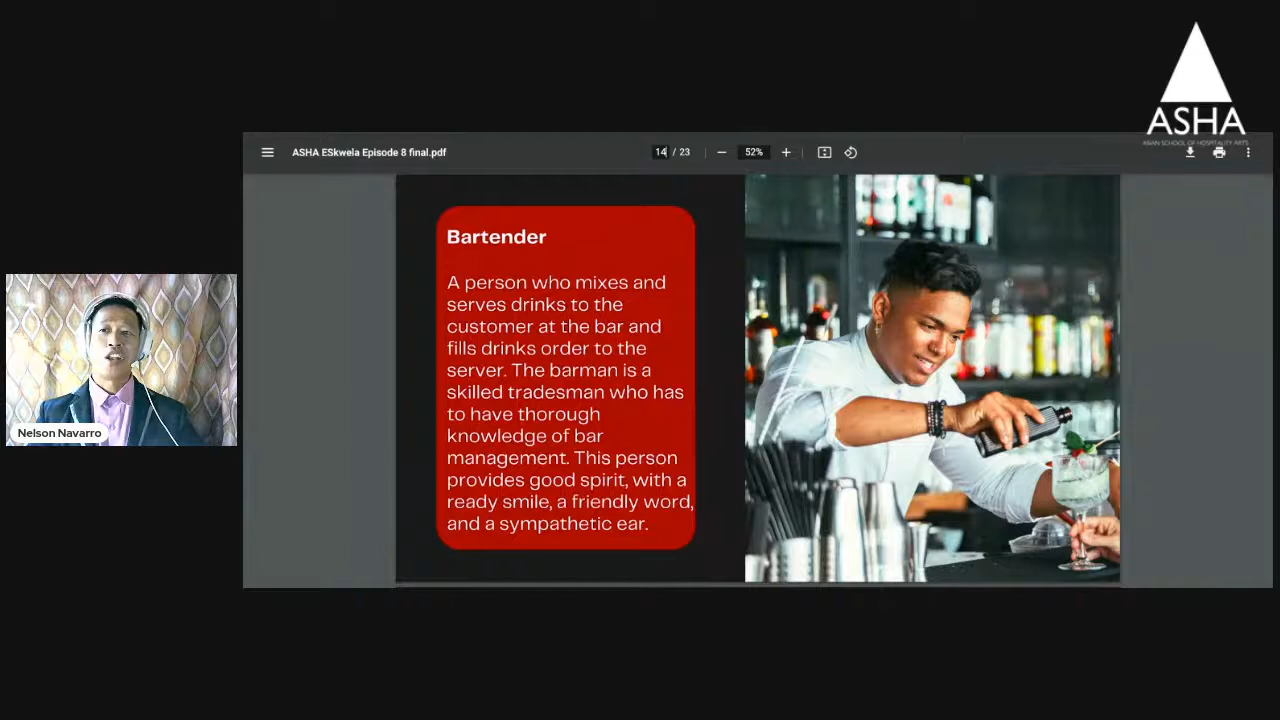 ASHA
ASIAN SCHOOL OF HOSPITALITY ARTS
ASHA ESkwela Episode 8 final.pdf
14 / 23
52%
Bartender
A person who mixes and
serves drinks to the
customer at the bar and
fills drinks order to the
server. The barman is a
skilled tradesman who has
to have thorough
knowledge of bar
management. This person
provides good spirit, with a
ready smile, a friendly word,
and a sympathetic ear.
Nelson Navarro